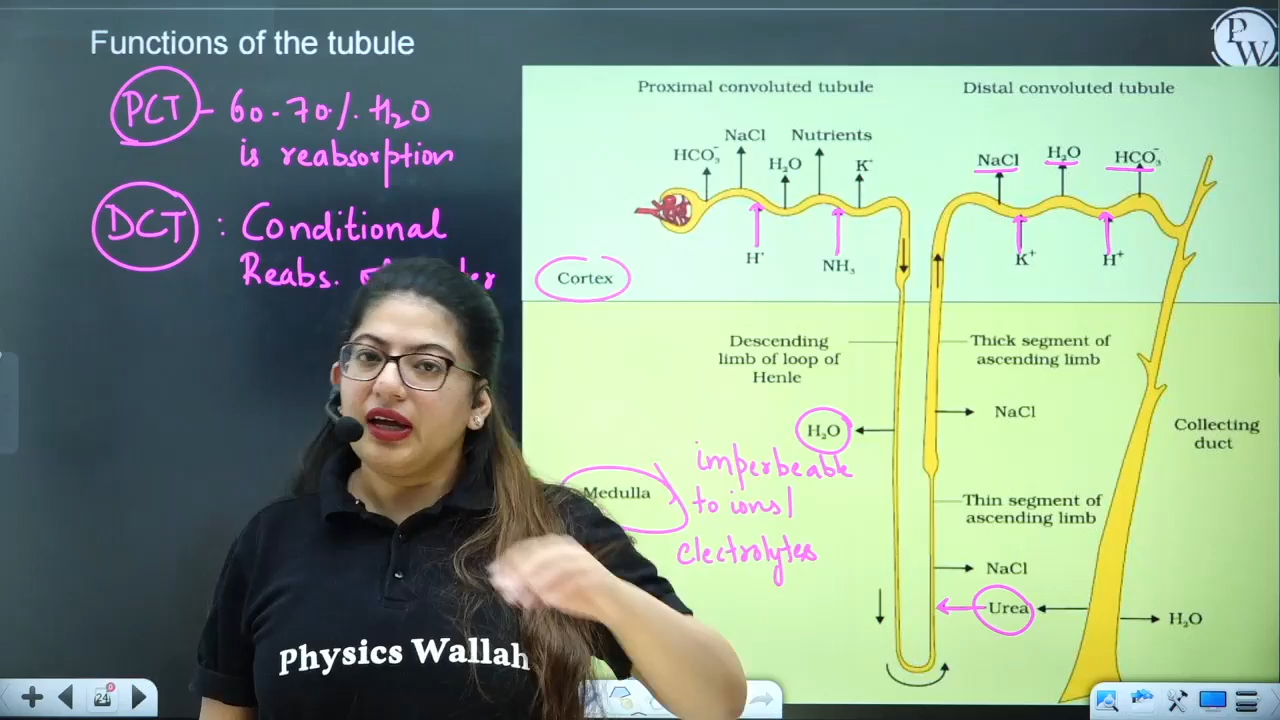 Functions of the tubule
PW
PCT - 60-70% H₂O
is reabsorption
DCT : Conditional
Reabs.
Proximal convoluted tubule
Distal convoluted tubule
HCO₃⁻
NaCl
H₂O
Nutrients
K⁺
NaCl
H₂O
HCO₃⁻
H⁺
NH₃
K⁺
H⁺
Cortex
Descending
limb of loop of
Henle
Thick segment of
ascending limb
NaCl
H₂O
Collecting
duct
imperbeable
to ions/
electrolytes
Medulla
Thin segment of
ascending limb
NaCl
Urea
H₂O
Physics Wallah
24